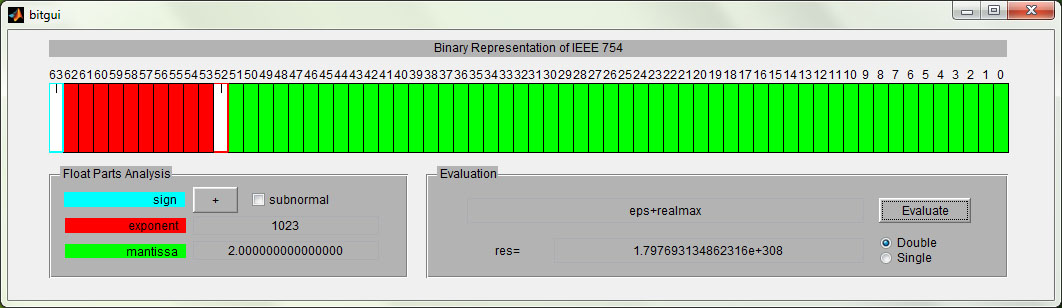 bitgui
Binary Representation of IEEE 754
63 62 61 60 59 58 57 56 55 54 53 52 51 50 49 48 47 46 45 44 43 42 41 40 39 38 37 36 35 34 33 32 31 30 29 28 27 26 25 24 23 22 21 20 19 18 17 16 15 14 13 12 11 10 9 8 7 6 5 4 3 2 1 0
Float Parts Analysis
sign + subnormal
exponent 1023
mantissa 2.000000000000000
Evaluation
eps+realmax Evaluate
res= 1.797693134862316e+308
Double
Single